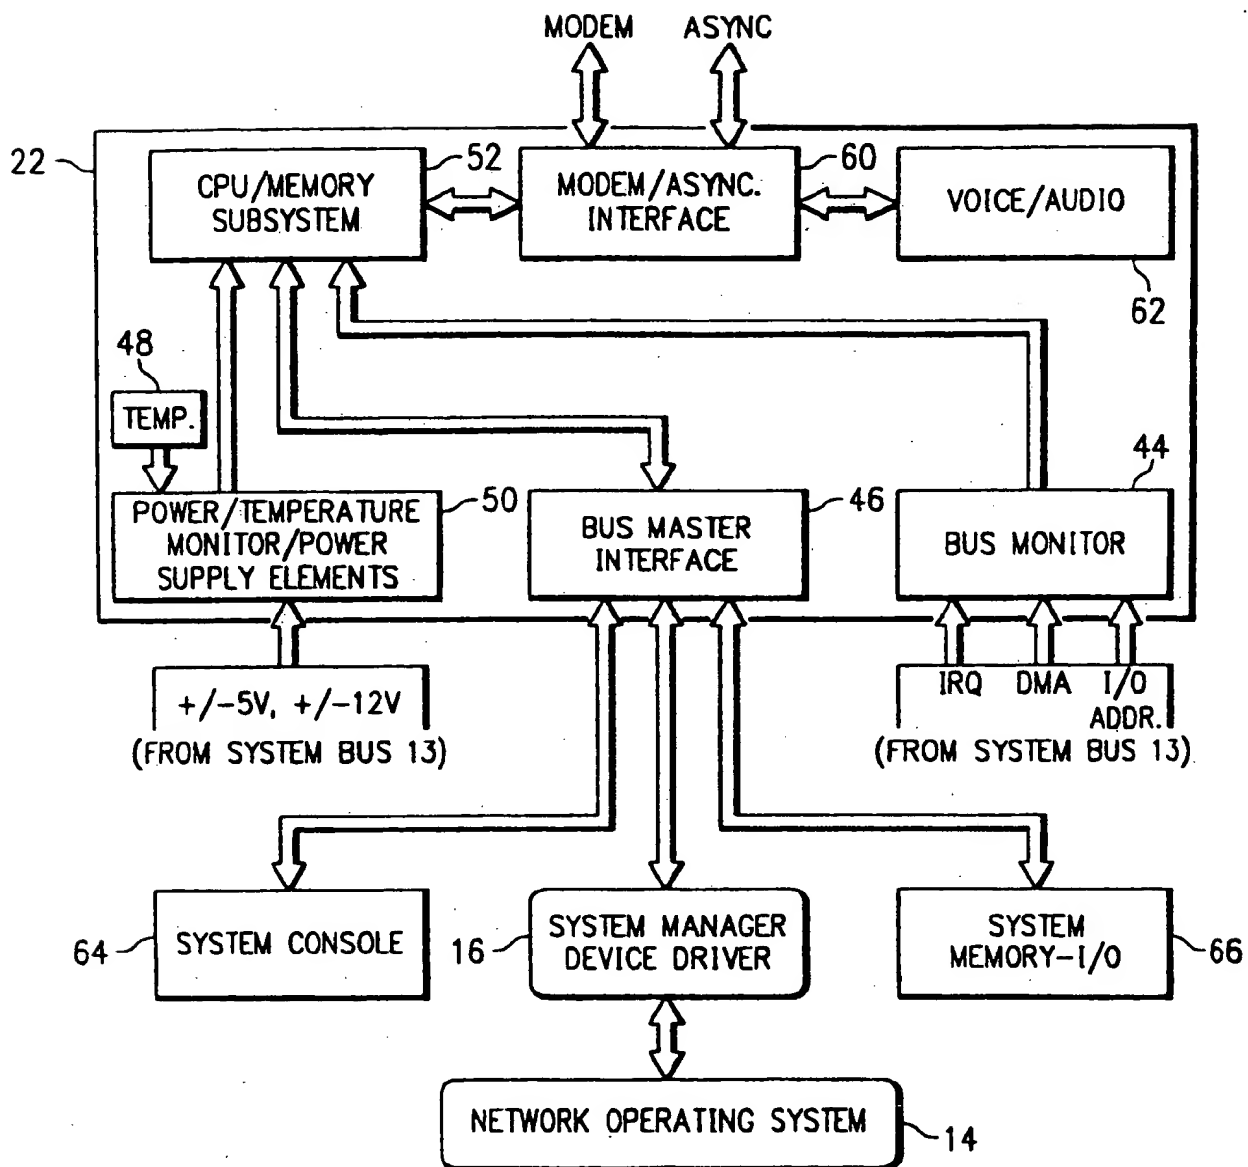 MODEM ASYNC
22
CPU/MEMORY
SUBSYSTEM
52
MODEM/ASYNC.
INTERFACE
60
VOICE/AUDIO
62
48
TEMP.
POWER/TEMPERATURE
MONITOR/POWER
SUPPLY ELEMENTS
50
BUS MASTER
INTERFACE
46
44
BUS MONITOR
+/-5V, +/-12V
(FROM SYSTEM BUS 13)
IRQ DMA I/O
ADDR.
(FROM SYSTEM BUS 13)
64
SYSTEM CONSOLE
16
SYSTEM MANAGER
DEVICE DRIVER
SYSTEM
MEMORY-I/O
66
NETWORK OPERATING SYSTEM
14